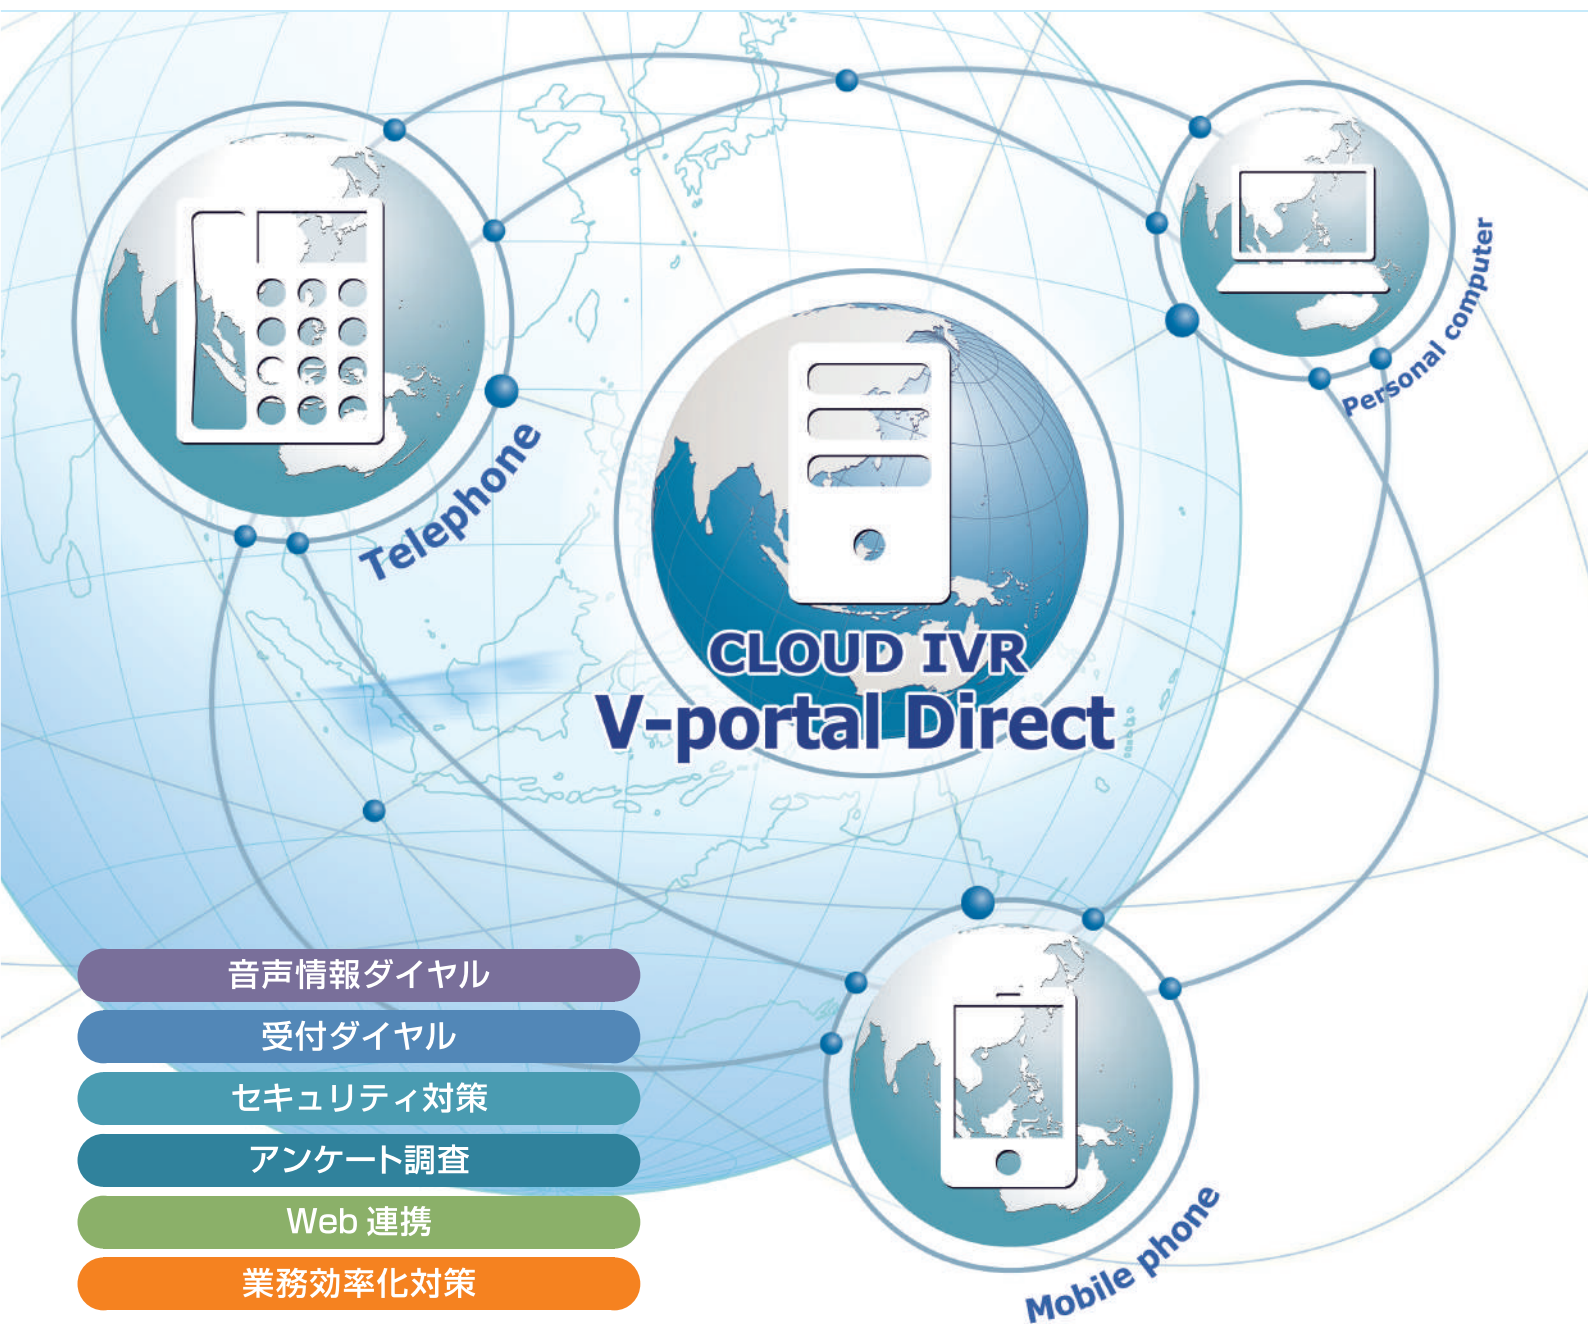 Personal computer
Telephone
CLOUD IVR
V-portal Direct
音声情報ダイヤル
受付ダイヤル
セキュリティ対策
アンケート調査
Web 連携
業務効率化対策
Mobile phone